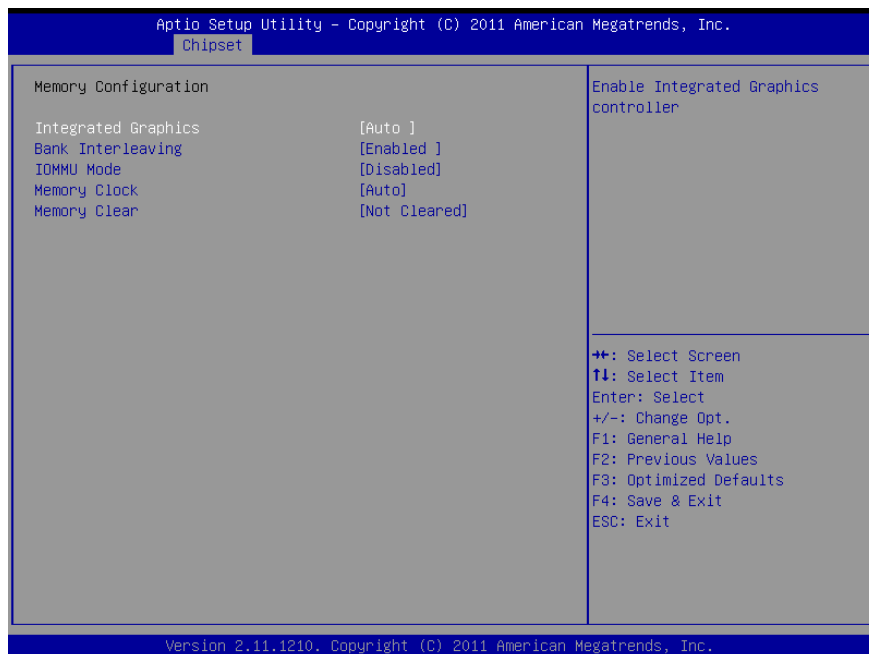 Aptio Setup Utility – Copyright (C) 2011 American Megatrends, Inc.
Chipset
Memory Configuration
Integrated Graphics [Auto ]
Bank Interleaving [Enabled ]
IOMMU Mode [Disabled]
Memory Clock [Auto]
Memory Clear [Not Cleared]
Enable Integrated Graphics
controller
→←: Select Screen
↑↓: Select Item
Enter: Select
+/-: Change Opt.
F1: General Help
F2: Previous Values
F3: Optimized Defaults
F4: Save & Exit
ESC: Exit
Version 2.11.1210. Copyright (C) 2011 American Megatrends, Inc.